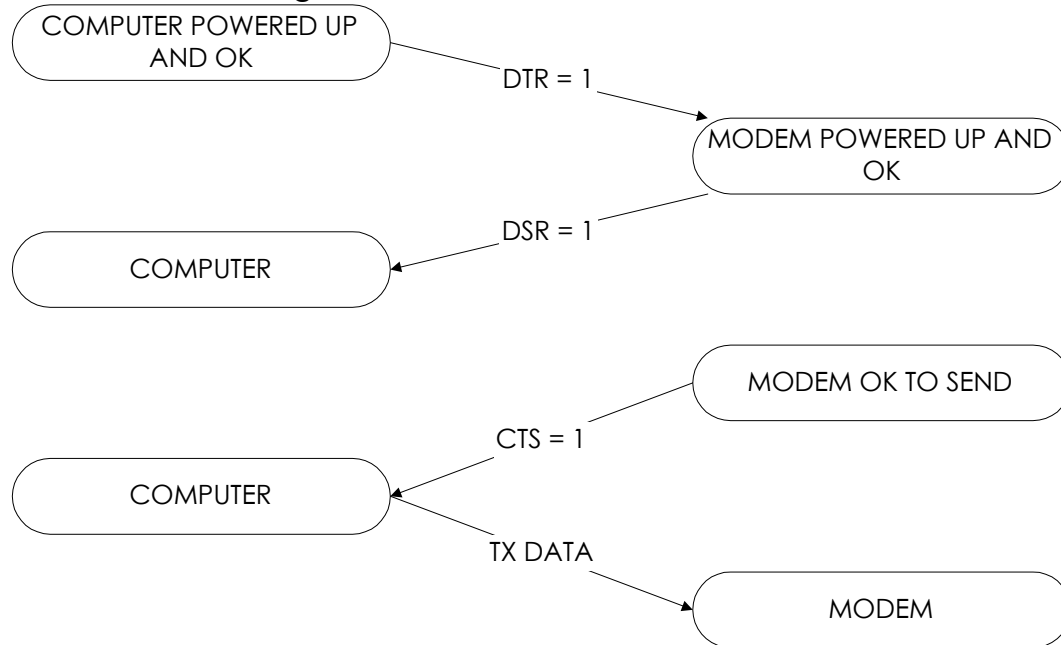 COMPUTER POWERED UP
AND OK
DTR = 1
MODEM POWERED UP AND
OK
DSR = 1
COMPUTER
MODEM OK TO SEND
CTS = 1
COMPUTER
TX DATA
MODEM